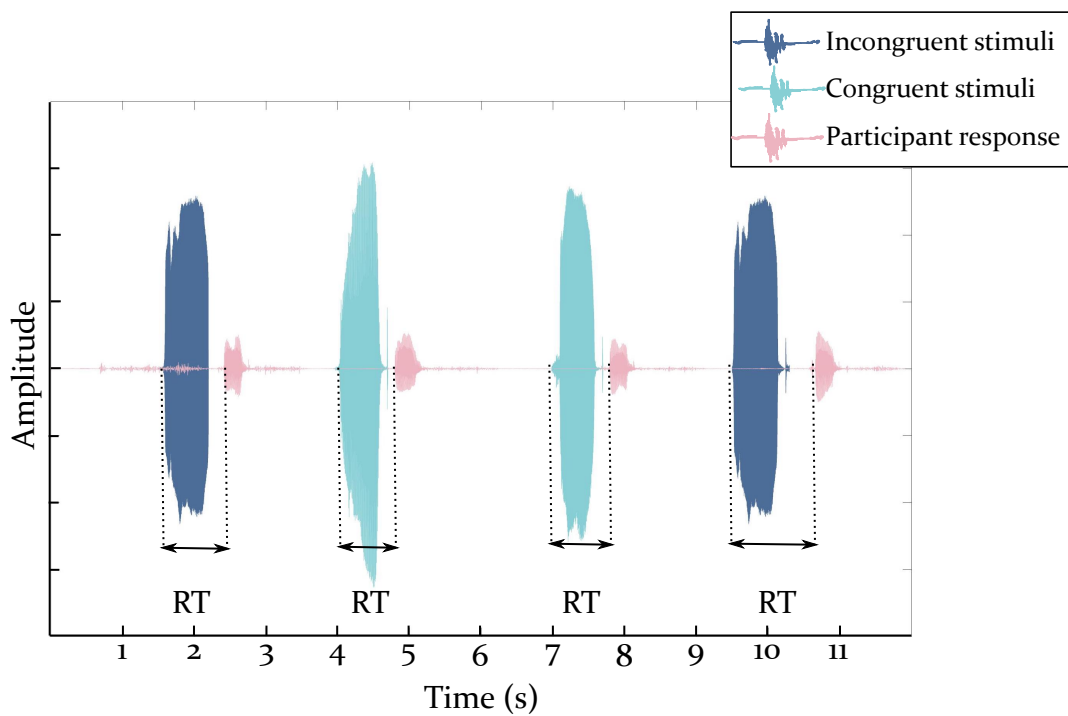 Incongruent stimuli
Congruent stimuli
Participant response
Amplitude
RT RT RT RT
1 2 3 4 5 6 7 8 9 10 11
Time (s)